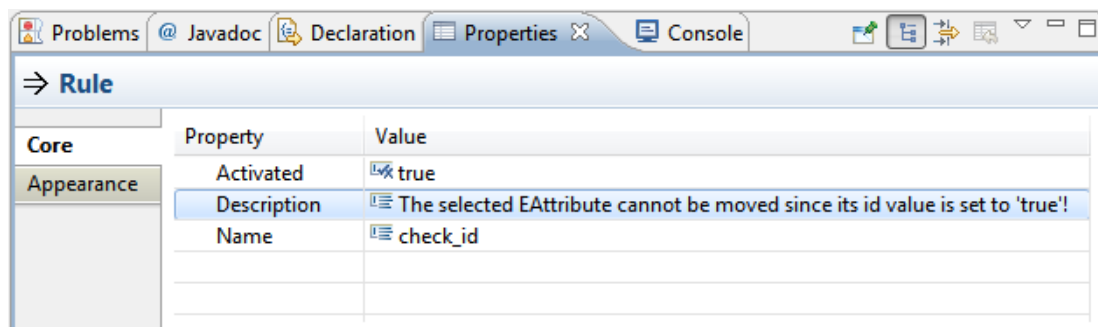 Problems @ Javadoc Declaration Properties Console
Rule
Core
Appearance
Property Value
Activated true
Description The selected EAttribute cannot be moved since its id value is set to 'true'!
Name check_id